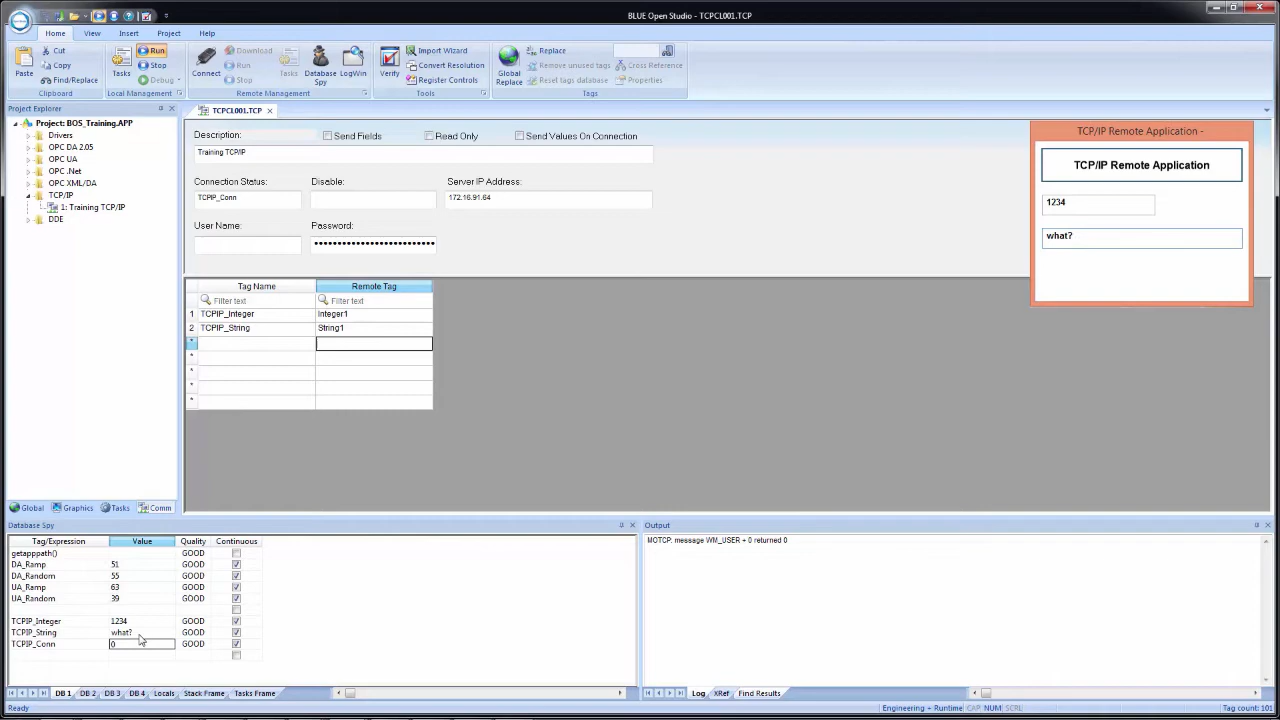 BLUE Open Studio - TCPCL001.TCP
Home View Insert Project Help
Paste
Cut
Copy
Find/Replace
Clipboard
Tasks
Run
Stop
Debug
Local Management
Connect
Download
Run
Stop
Tasks
Database Spy
LogWin
Remote Management
Verify
Import Wizard
Convert Resolution
Register Controls
Tools
Global Replace
Replace
Remove unused tags
Reset tags database
Cross Reference
Properties
Tags
Project Explorer
Project: BOS_Training.APP
Drivers
OPC DA 2.05
OPC UA
OPC .Net
OPC XML/DA
TCP/IP
1: Training TCP/IP
DDE
Global Graphics Tasks Comm
TCPCL001.TCP
Description: Send Fields Read Only Send Values On Connection
Training TCP/IP
Connection Status: Disable: Server IP Address:
TCPIP_Conn 172.16.91.64
User Name: Password:
Tag Name Remote Tag
Filter text Filter text
1 TCPIP_Integer Integer1
2 TCPIP_String String1
*
*
*
*
*
TCP/IP Remote Application -
TCP/IP Remote Application
1234
what?
Database Spy
Tag/Expression Value Quality Continuous
getapppath() GOOD
DA_Ramp 51 GOOD
DA_Random 55 GOOD
UA_Ramp 63 GOOD
UA_Random 39 GOOD
TCPIP_Integer 1234 GOOD
TCPIP_String what? GOOD
TCPIP_Conn 0 GOOD
DB 1 DB 2 DB 3 DB 4 Locals Stack Frame Tasks Frame
Output
MOTCP: message WM_USER + 0 returned 0
Log XRef Find Results
Ready Engineering + Runtime CAP NUM SCRL Tag count: 101